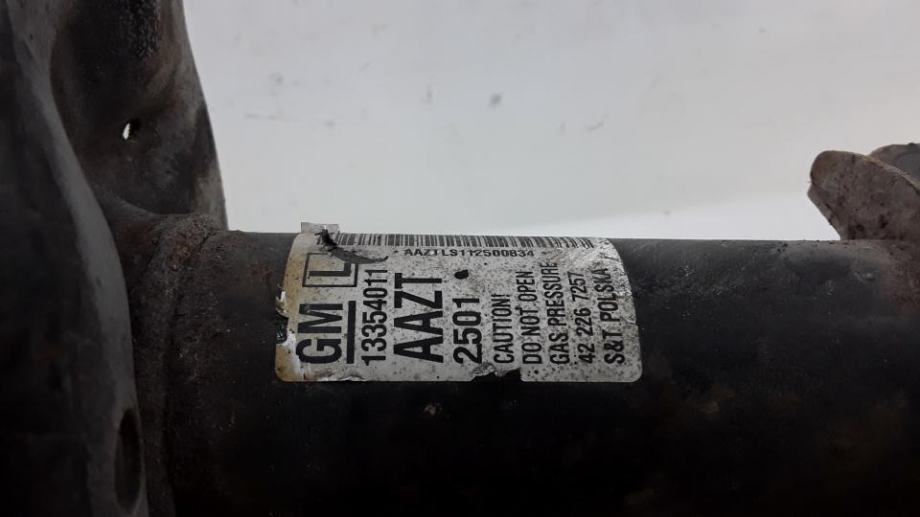 AAZTLS112500834
GM L
13354011
AAZT
2501
CAUTION!
DO NOT OPEN
GAS PRESSURE
42 226 7257
S&T POLSKA